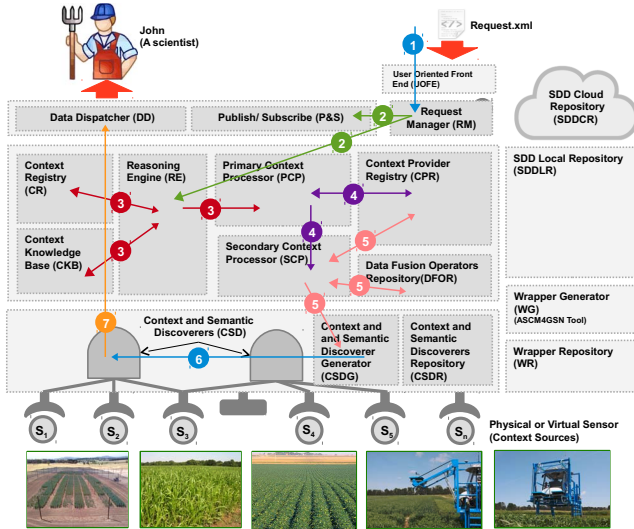 John
(A scientist)
</>
Request.xml
1
User Oriented Front
End (UOFE)
SDD Cloud
Repository
(SDDCR)
Data Dispatcher (DD)
Publish/ Subscribe (P&S)
2
Request
Manager (RM)
2
Context
Registry
(CR)
Reasoning
Engine (RE)
Primary Context
Processor (PCP)
Context Provider
Registry (CPR)
SDD Local Repository
(SDDLR)
3
3
4
4
3
5
Context
Knowledge
Base (CKB)
Secondary Context
Processor (SCP)
Data Fusion Operators
Repository(DFOR)
5
5
Wrapper Generator
(WG)
(ASCM4GSN Tool)
7
Context and Semantic
Discoverers (CSD)
6
Context and
and Semantic
Discoverer
Generator
(CSDG)
Context and
Semantic
Discoverers
Repository
(CSDR)
Wrapper Repository
(WR)
S1
S2
S3
S4
S5
Sn
Physical or Virtual Sensor
(Context Sources)